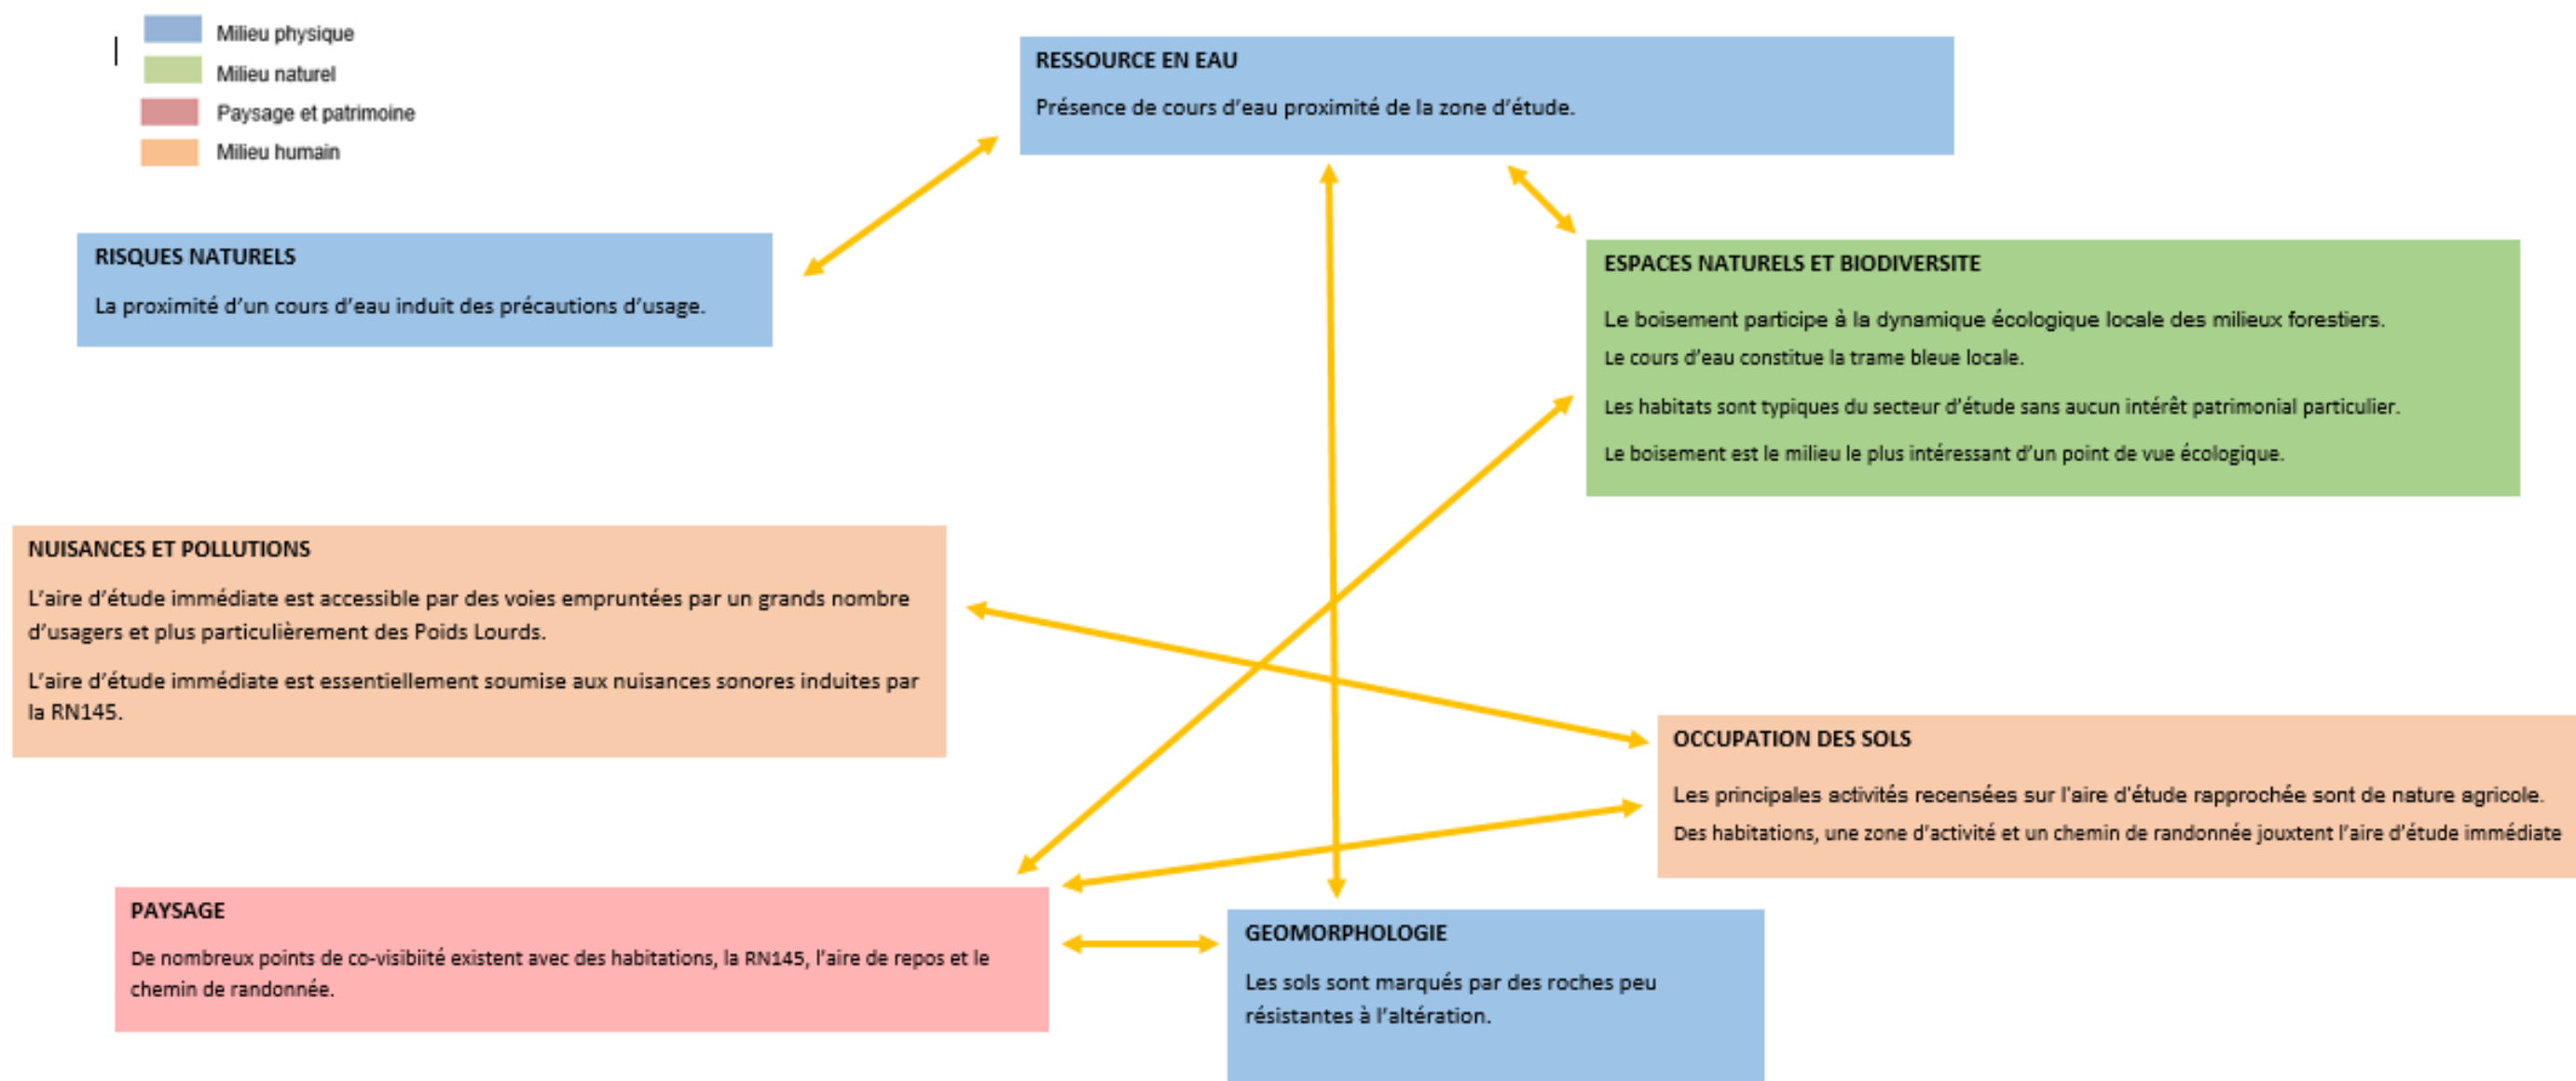 Milieu physique
Milieu naturel
Paysage et patrimoine
Milieu humain
RESSOURCE EN EAU
Présence de cours d’eau proximité de la zone d’étude.
RISQUES NATURELS
La proximité d’un cours d’eau induit des précautions d’usage.
ESPACES NATURELS ET BIODIVERSITE
Le boisement participe à la dynamique écologique locale des milieux forestiers.
Le cours d’eau constitue la trame bleue locale.
Les habitats sont typiques du secteur d’étude sans aucun intérêt patrimonial particulier.
Le boisement est le milieu le plus intéressant d’un point de vue écologique.
NUISANCES ET POLLUTIONS
L’aire d’étude immédiate est accessible par des voies empruntées par un grands nombre
d’usagers et plus particulièrement des Poids Lourds.
L’aire d’étude immédiate est essentiellement soumise aux nuisances sonores induites par
la RN145.
OCCUPATION DES SOLS
Les principales activités recensées sur l'aire d'étude rapprochée sont de nature agricole.
Des habitations, une zone d’activité et un chemin de randonnée jouxtent l’aire d’étude immédiate
PAYSAGE
De nombreux points de co-visibiité existent avec des habitations, la RN145, l’aire de repos et le
chemin de randonnée.
GEOMORPHOLOGIE
Les sols sont marqués par des roches peu
résistantes à l’altération.